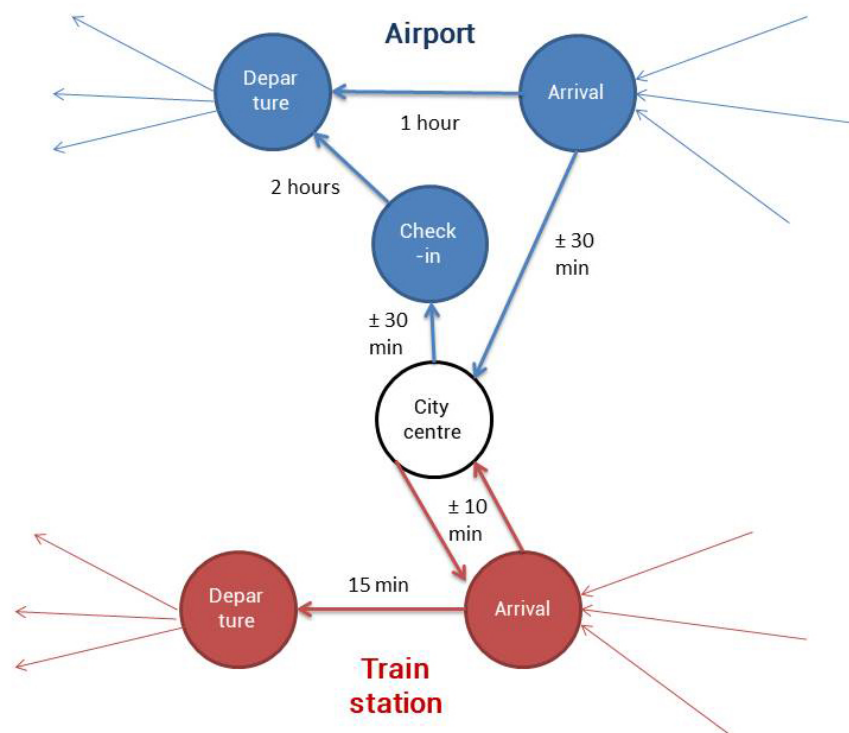 Airport
Depar
ture
Arrival
1 hour
2 hours
Check
-in
± 30
min
± 30
min
City
centre
± 10
min
15 min
Depar
ture
Arrival
Train
station